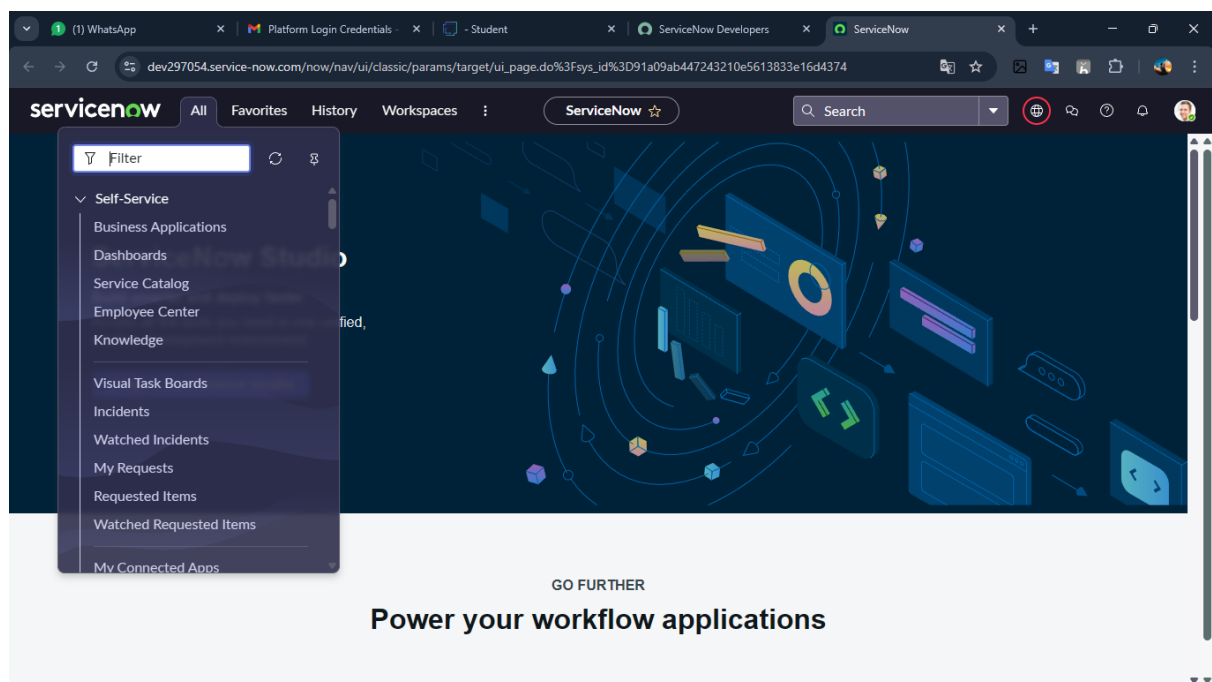 (1) WhatsApp
Platform Login Credentials -
- Student
ServiceNow Developers
ServiceNow
dev297054.service-now.com/now/nav/ui/classic/params/target/ui_page.do%3Fsys_id%3D91a09ab447243210e5613833e16d4374
servicenow
All
Favorites
History
Workspaces
ServiceNow
Search
Filter
Self-Service
Business Applications
Dashboards
Service Catalog
Employee Center
fied,
Knowledge
Visual Task Boards
Incidents
Watched Incidents
My Requests
Requested Items
Watched Requested Items
My Connected Apps
GO FURTHER
Power your workflow applications